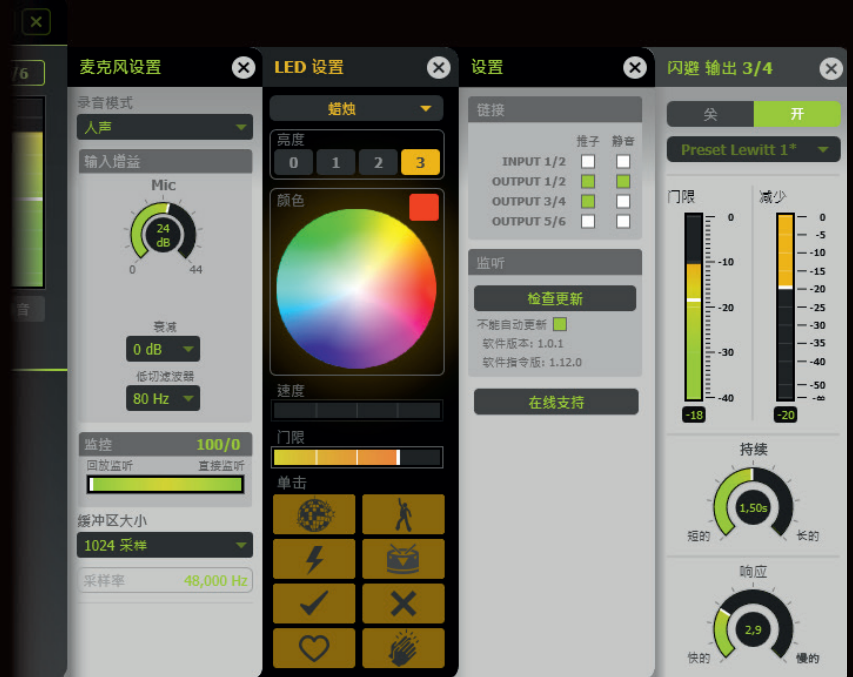 /6
音
麦克风设置
录音模式
人声
输入增益
Mic
24
dB
0 44
衰减
0 dB
低切滤波器
80 Hz
监控 100/0
回放监听 直接监听
缓冲区大小
1024 采样
采样率 48,000 Hz
LED 设置
蜡烛
亮度
0 1 2 3
颜色
速度
门限
单击
设置
链接
推子 静音
INPUT 1/2
OUTPUT 1/2
OUTPUT 3/4
OUTPUT 5/6
监听
检查更新
不能自动更新
软件版本: 1.0.1
软件指令版: 1.12.0
在线支持
闪避 输出 3/4
关 开
Preset Lewitt 1*
门限
0
-10
-20
-30
-40
-18
减少
0
-5
-10
-15
-20
-25
-30
-35
-40
-50
-∞
-20
持续
1,50s
短的 长的
响应
2,9
快的 慢的